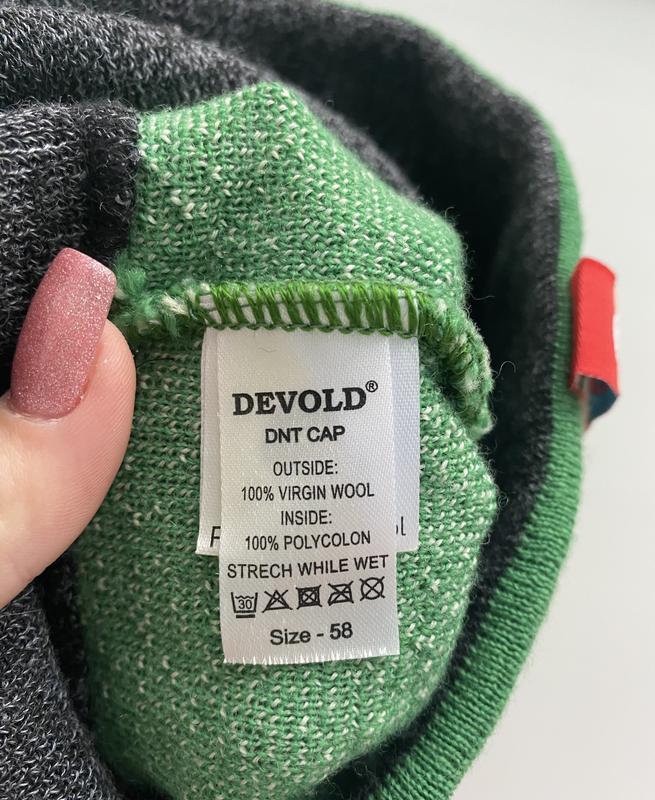 DEVOLD®
DNT CAP
OUTSIDE:
100% VIRGIN WOOL
INSIDE:
100% POLYCOLON
STRECH WHILE WET
30
Size - 58